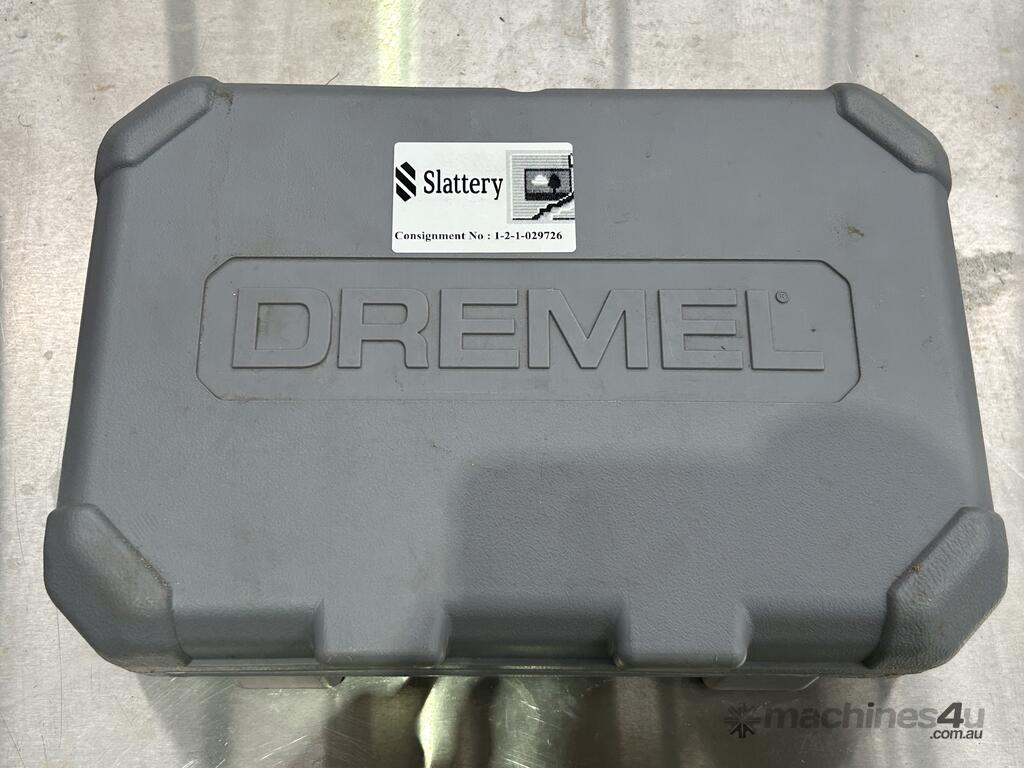 Slattery
Consignment No : 1-2-1-029726
DREMEL®
machines4u
.com.au